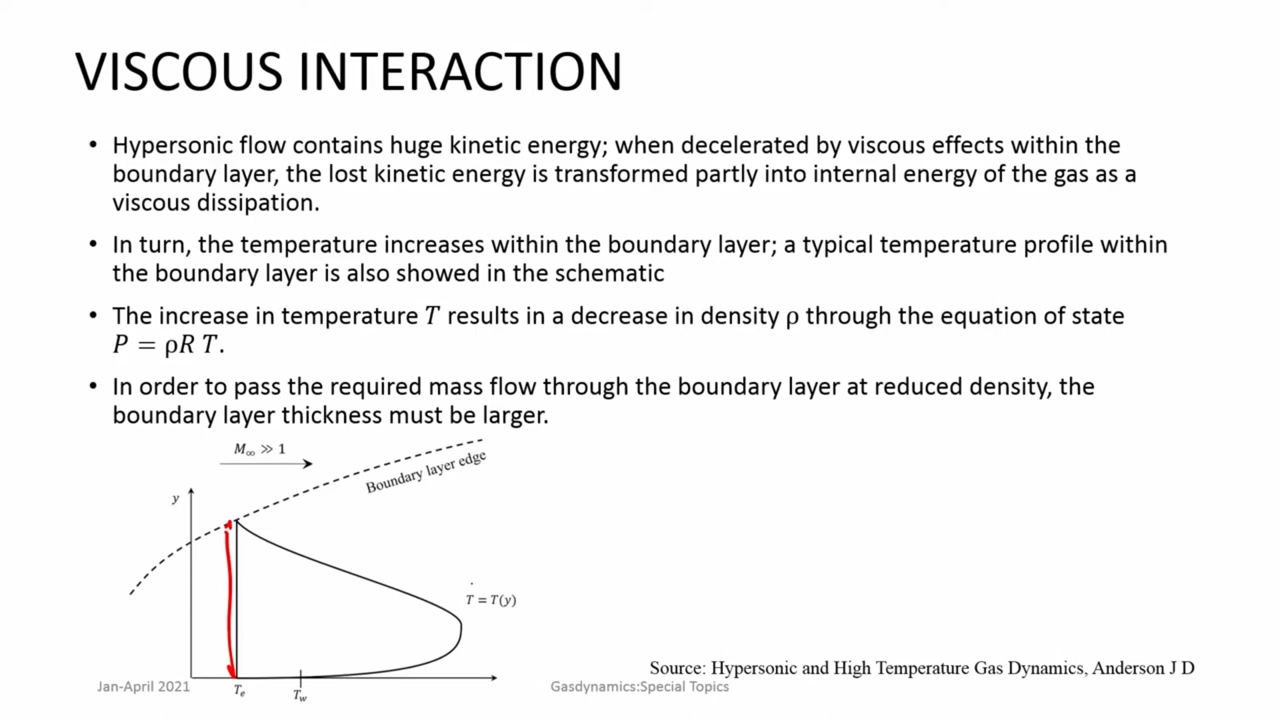 VISCOUS INTERACTION
• Hypersonic flow contains huge kinetic energy; when decelerated by viscous effects within the
boundary layer, the lost kinetic energy is transformed partly into internal energy of the gas as a
viscous dissipation.
• In turn, the temperature increases within the boundary layer; a typical temperature profile within
the boundary layer is also showed in the schematic
• The increase in temperature T results in a decrease in density ρ through the equation of state
P = ρR T.
• In order to pass the required mass flow through the boundary layer at reduced density, the
boundary layer thickness must be larger.
M∞ ≫ 1
Boundary layer edge
y
T = T(y)
Source: Hypersonic and High Temperature Gas Dynamics, Anderson J D
Jan-April 2021
Te
Tw
Gasdynamics:Special Topics